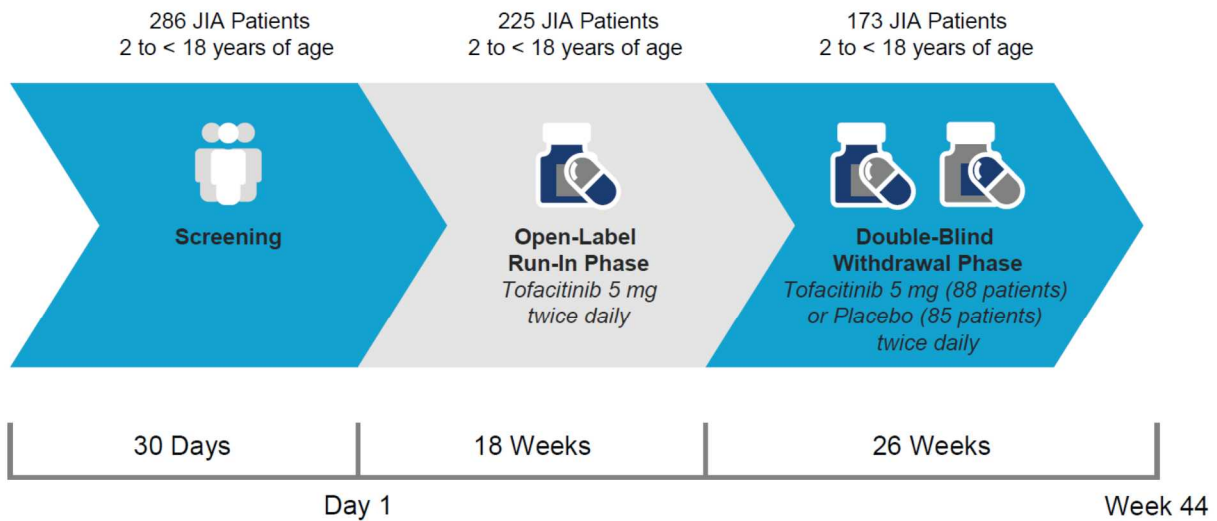 286 JIA Patients
2 to < 18 years of age
225 JIA Patients
2 to < 18 years of age
173 JIA Patients
2 to < 18 years of age
Screening
Open-Label
Run-In Phase
Tofacitinib 5 mg
twice daily
Double-Blind
Withdrawal Phase
Tofacitinib 5 mg (88 patients)
or Placebo (85 patients)
twice daily
30 Days
18 Weeks
26 Weeks
Day 1
Week 44